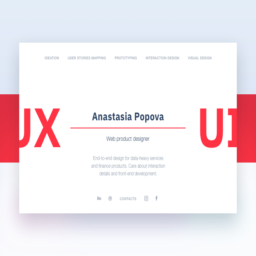 IDEATION USER STORIES MAPPING PROTOTYPING INTERACTION DESIGN VISUAL DESIGN
UX
Anastasia Popova
UI
Web product designer
End-to-end design for data-heavy services
and finance products. Care about interaction
details and front-end development.
in
CONTACTS
f